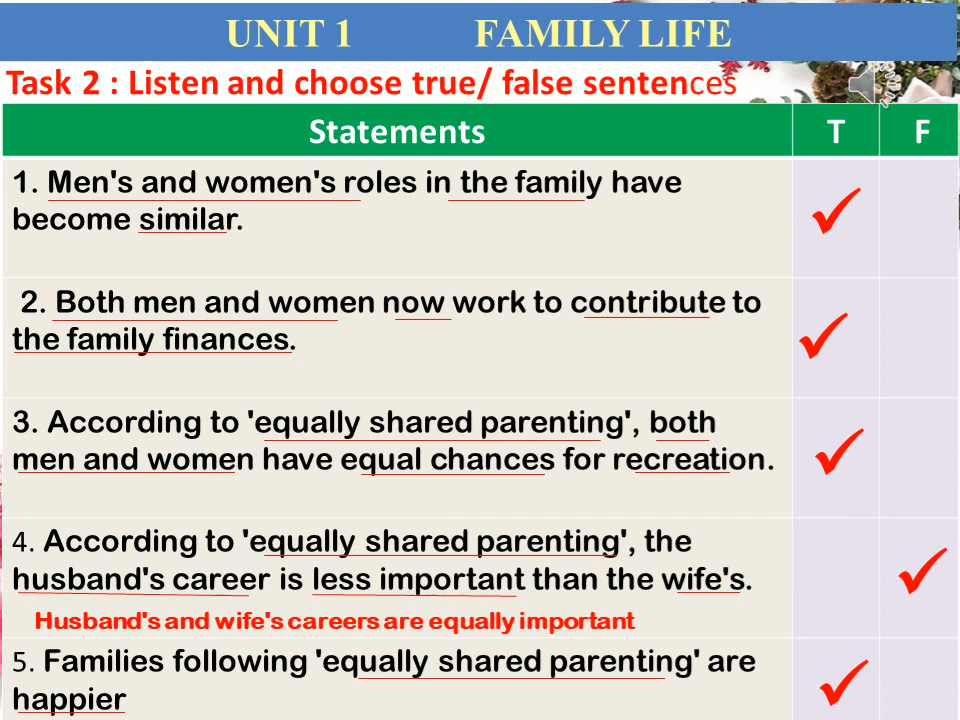 UNIT 1 FAMILY LIFE
Task 2 : Listen and choose true/ false sentences
Statements T F
1. Men's and women's roles in the family have
become similar.
2. Both men and women now work to contribute to
the family finances.
3. According to 'equally shared parenting', both
men and women have equal chances for recreation.
4. According to 'equally shared parenting', the
husband's career is less important than the wife's.
Husband's and wife's careers are equally important
5. Families following 'equally shared parenting' are
happier